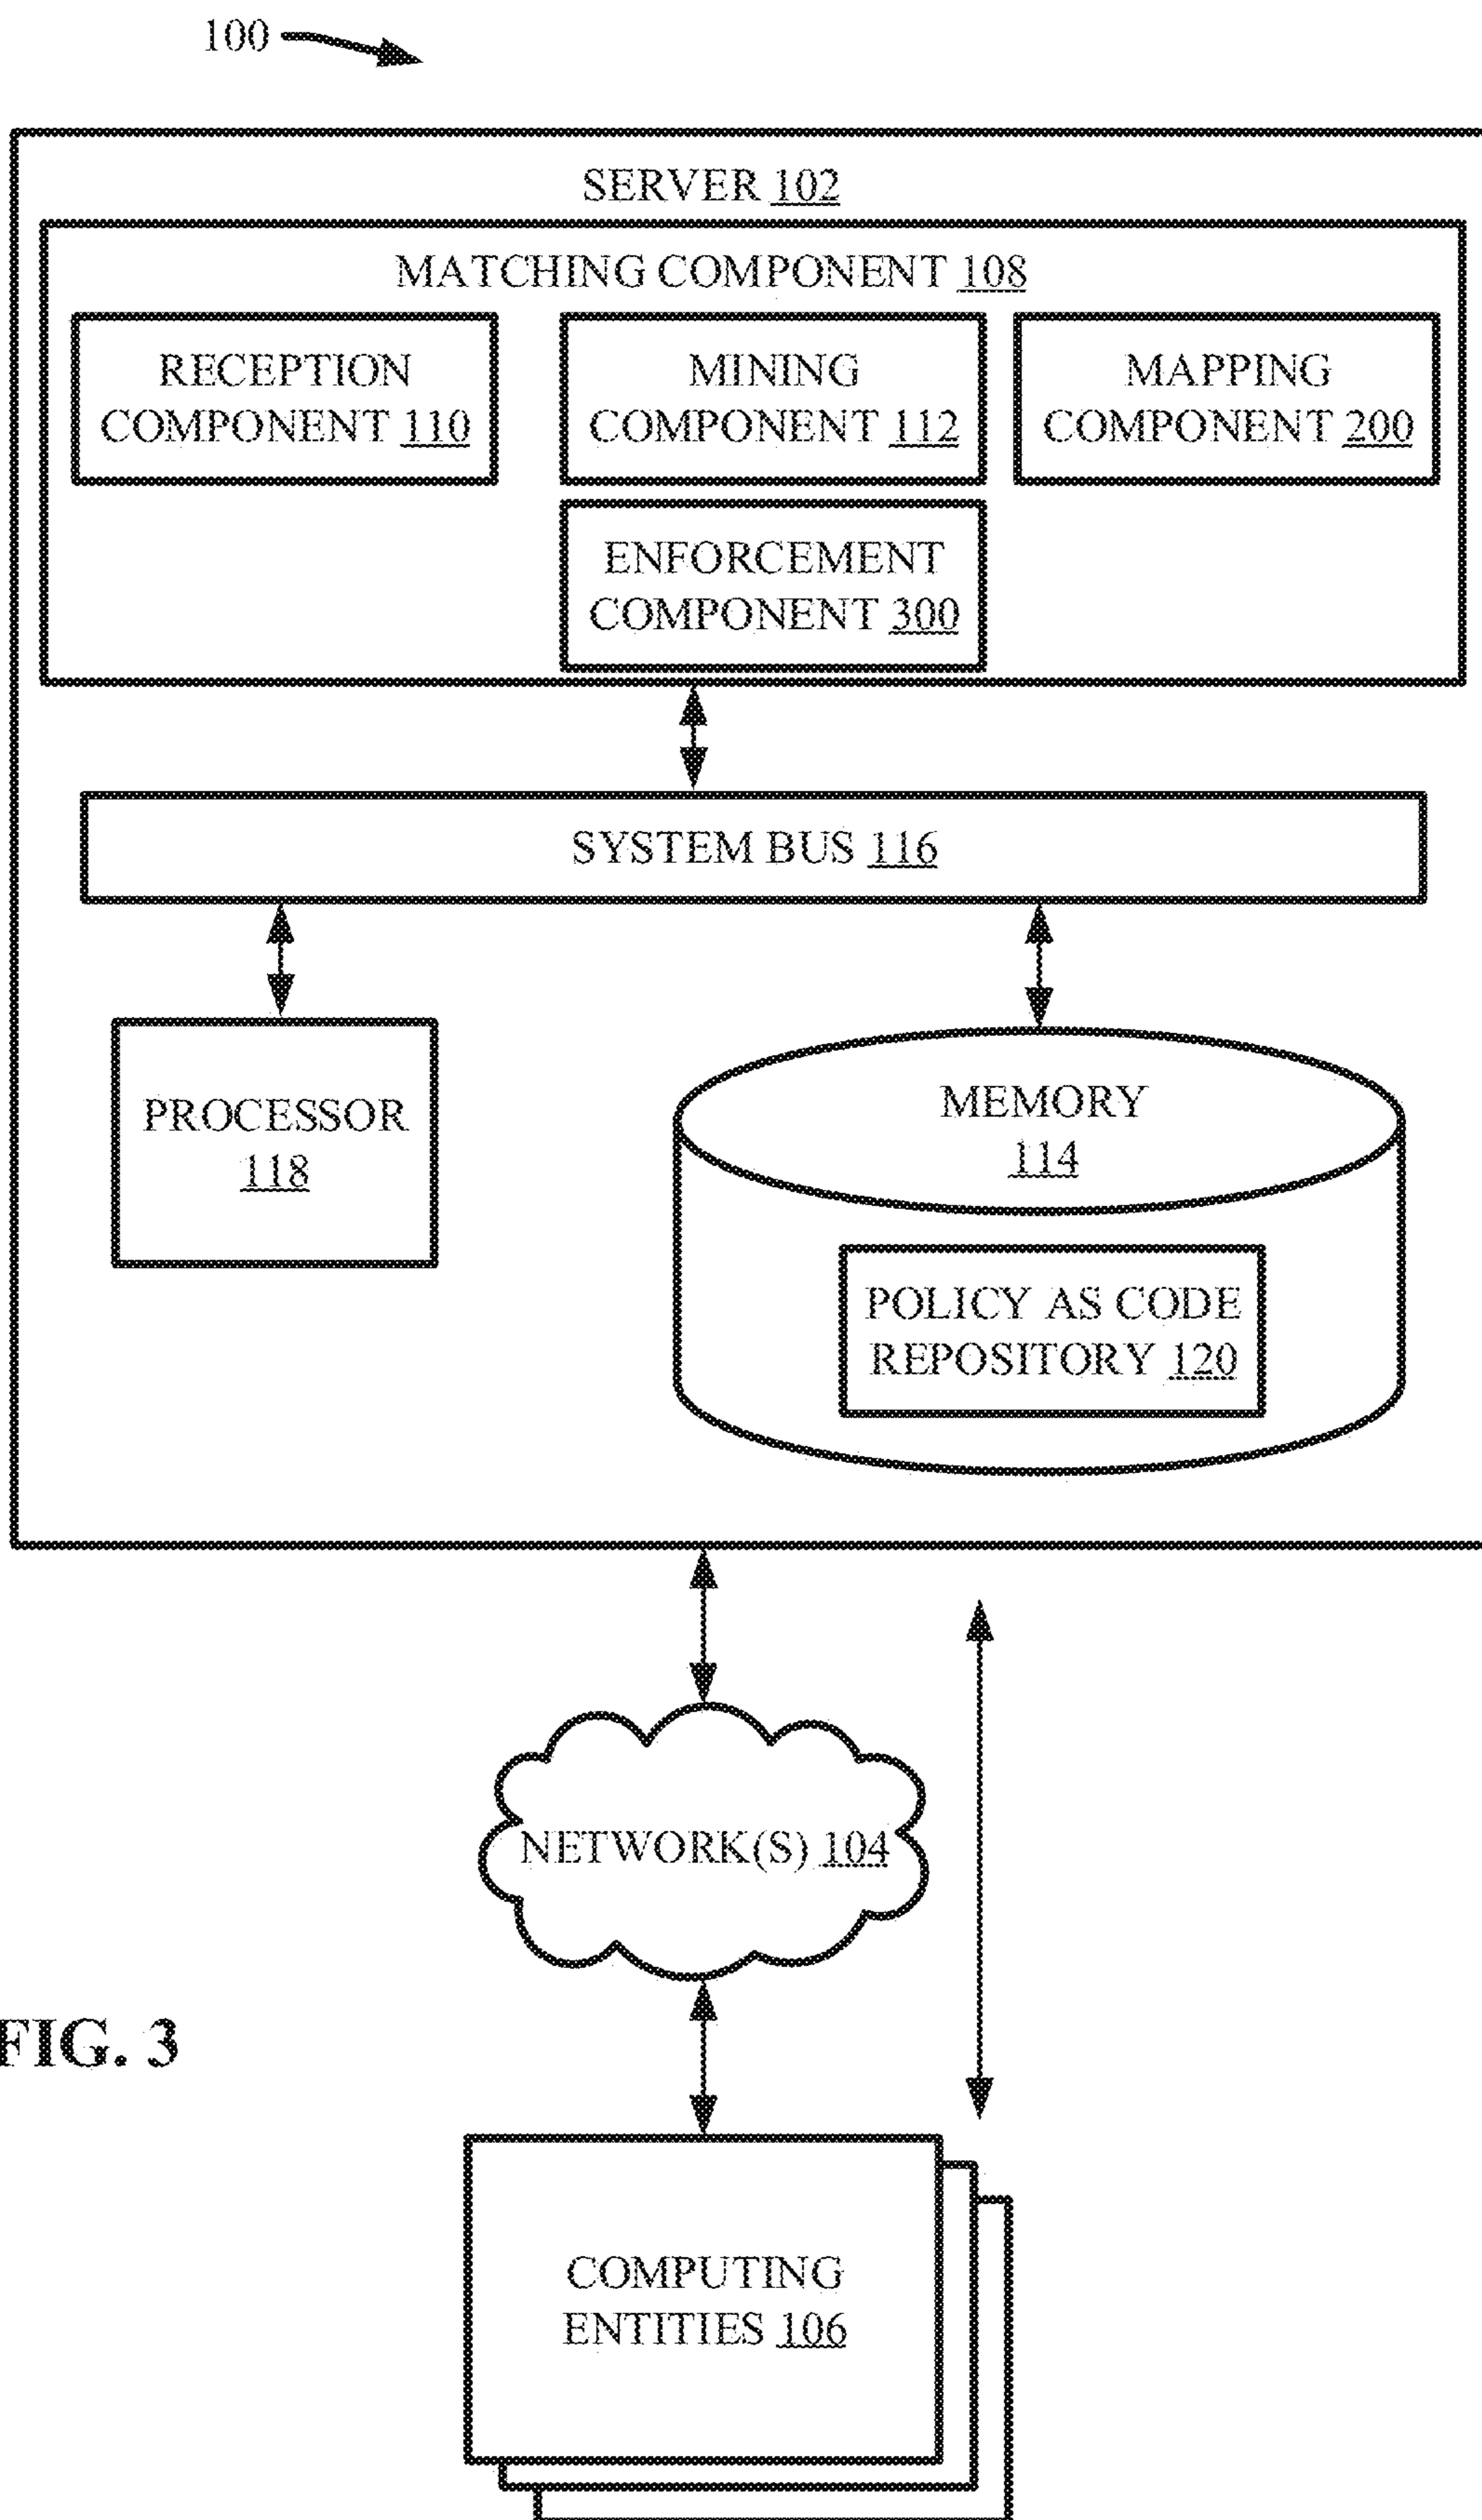 100
SERVER 102
MATCHING COMPONENT 108
RECEPTION
COMPONENT 110
MINING
COMPONENT 112
MAPPING
COMPONENT 200
ENFORCEMENT
COMPONENT 300
SYSTEM BUS 116
PROCESSOR
118
MEMORY
114
POLICY AS CODE
REPOSITORY 120
NETWORK(S) 104
FIG. 3
COMPUTING
ENTITIES 106